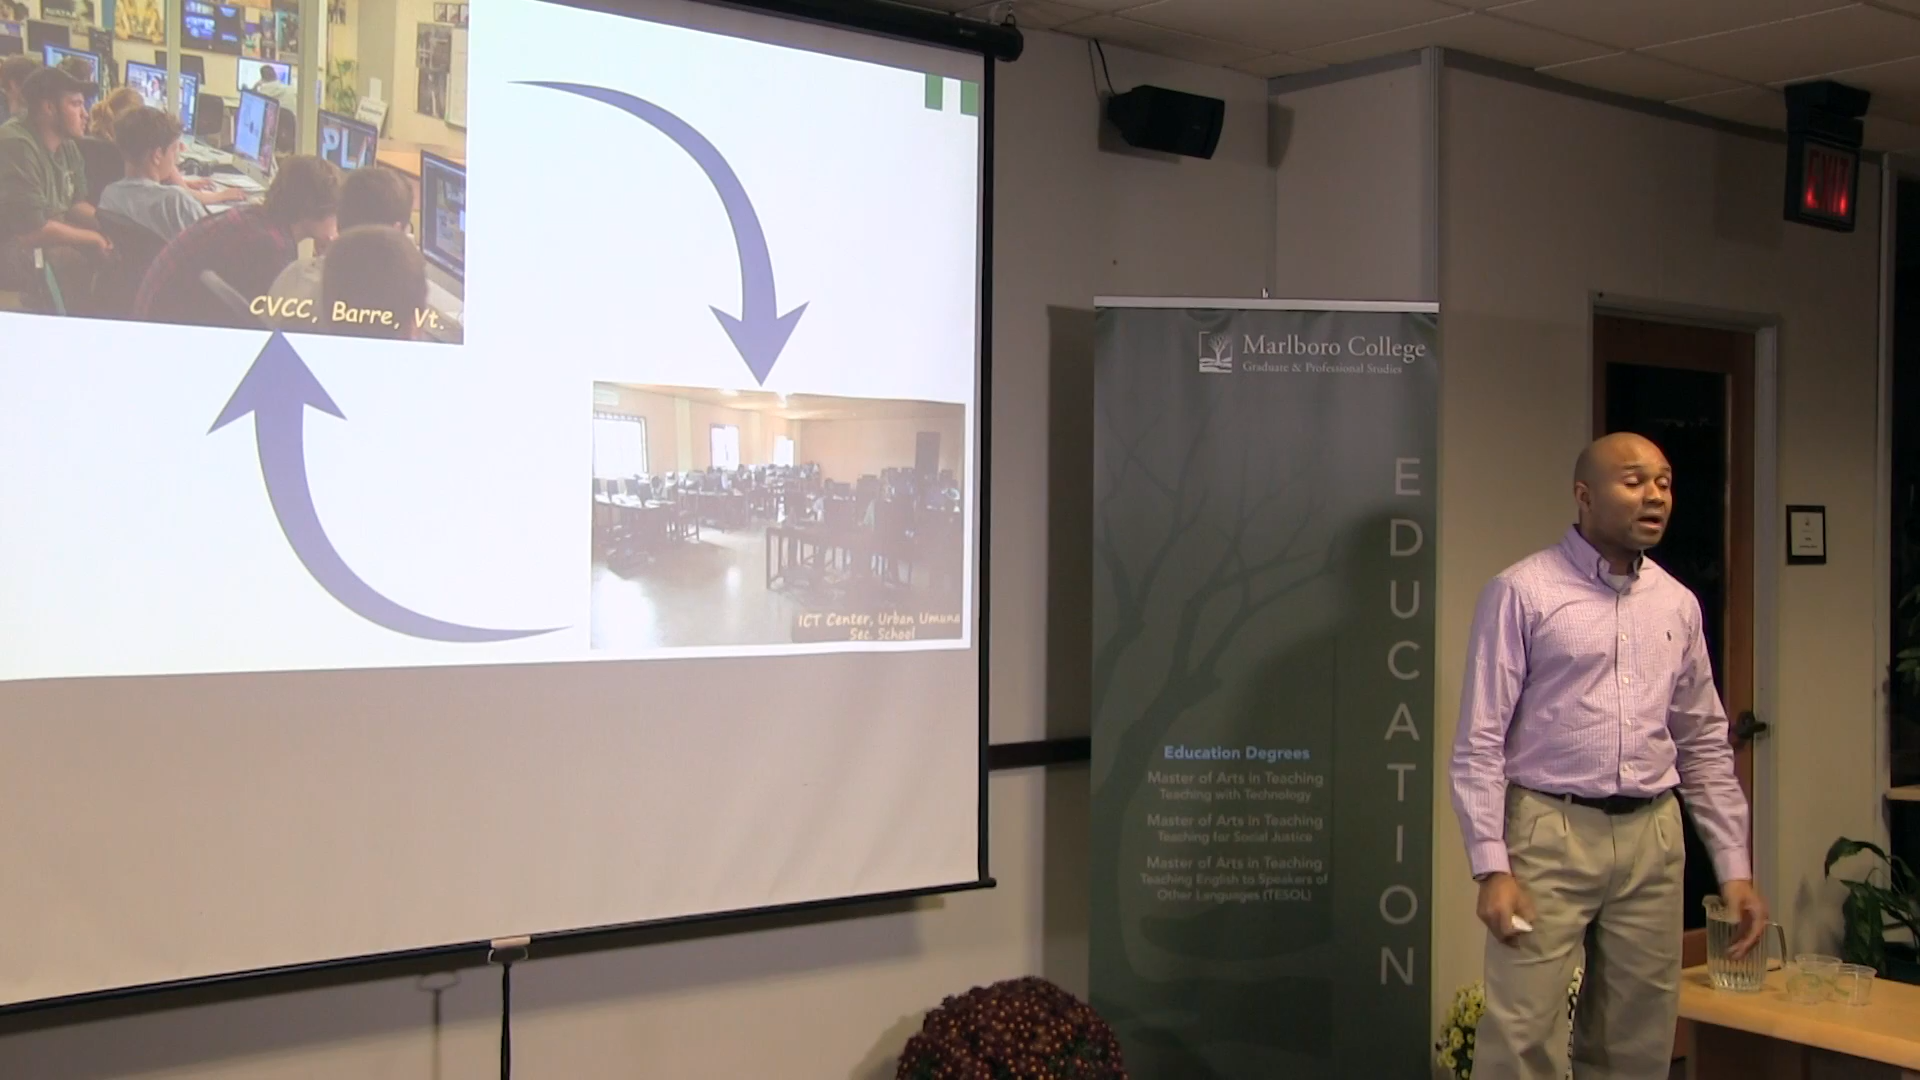 PLA
CVCC, Barre, Vt.
ICT Center, Urban Umuna
Sec. School
Marlboro College
Graduate & Professional Studies
EDUCATION
Education Degrees
Master of Arts in Teaching
Teaching with Technology
Master of Arts in Teaching
Teaching for Social Justice
Master of Arts in Teaching
Teaching English to Speakers of
Other Languages (TESOL)
EXIT